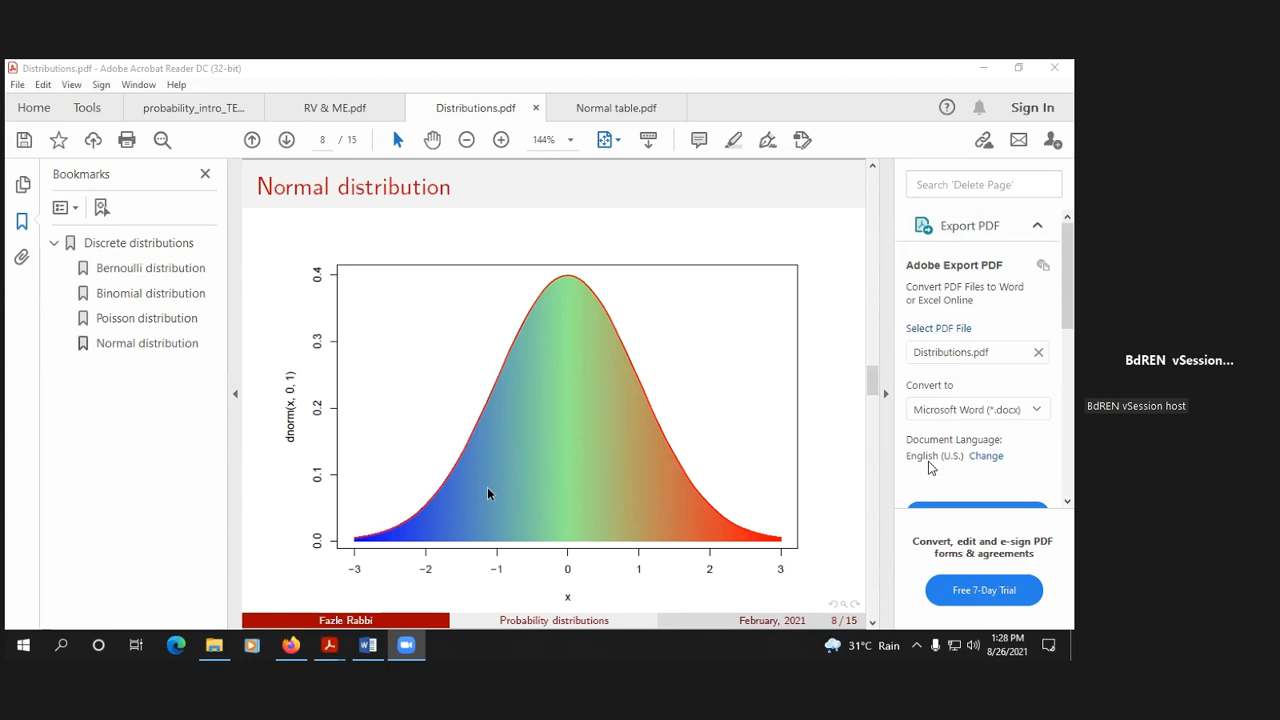 Distributions.pdf - Adobe Acrobat Reader DC (32-bit)
File Edit View Sign Window Help
Home Tools probability_intro_TE... RV & ME.pdf Distributions.pdf Normal table.pdf Sign In
8 / 15 144%
Bookmarks
Discrete distributions
Bernoulli distribution
Binomial distribution
Poisson distribution
Normal distribution
Normal distribution
dnorm(x, 0, 1)
0.4
0.3
0.2
0.1
0.0
−3 −2 −1 0 1 2 3
x
Fazle Rabbi Probability distributions February, 2021 8 / 15
Search 'Delete Page'
Export PDF
Adobe Export PDF
Convert PDF Files to Word
or Excel Online
Select PDF File
Distributions.pdf
Convert to
Microsoft Word (*.docx)
Document Language:
English (U.S.) Change
Convert, edit and e-sign PDF
forms & agreements
Free 7-Day Trial
BdREN vSession...
BdREN vSession host
31°C Rain
1:28 PM
8/26/2021